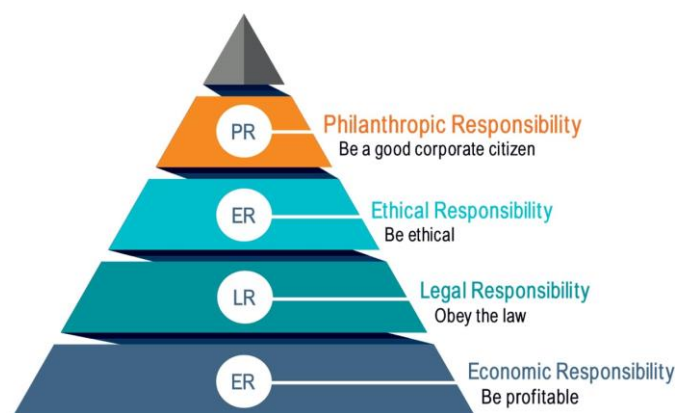 PR
Philanthropic Responsibility
Be a good corporate citizen
ER
Ethical Responsibility
Be ethical
LR
Legal Responsibility
Obey the law
ER
Economic Responsibility
Be profitable